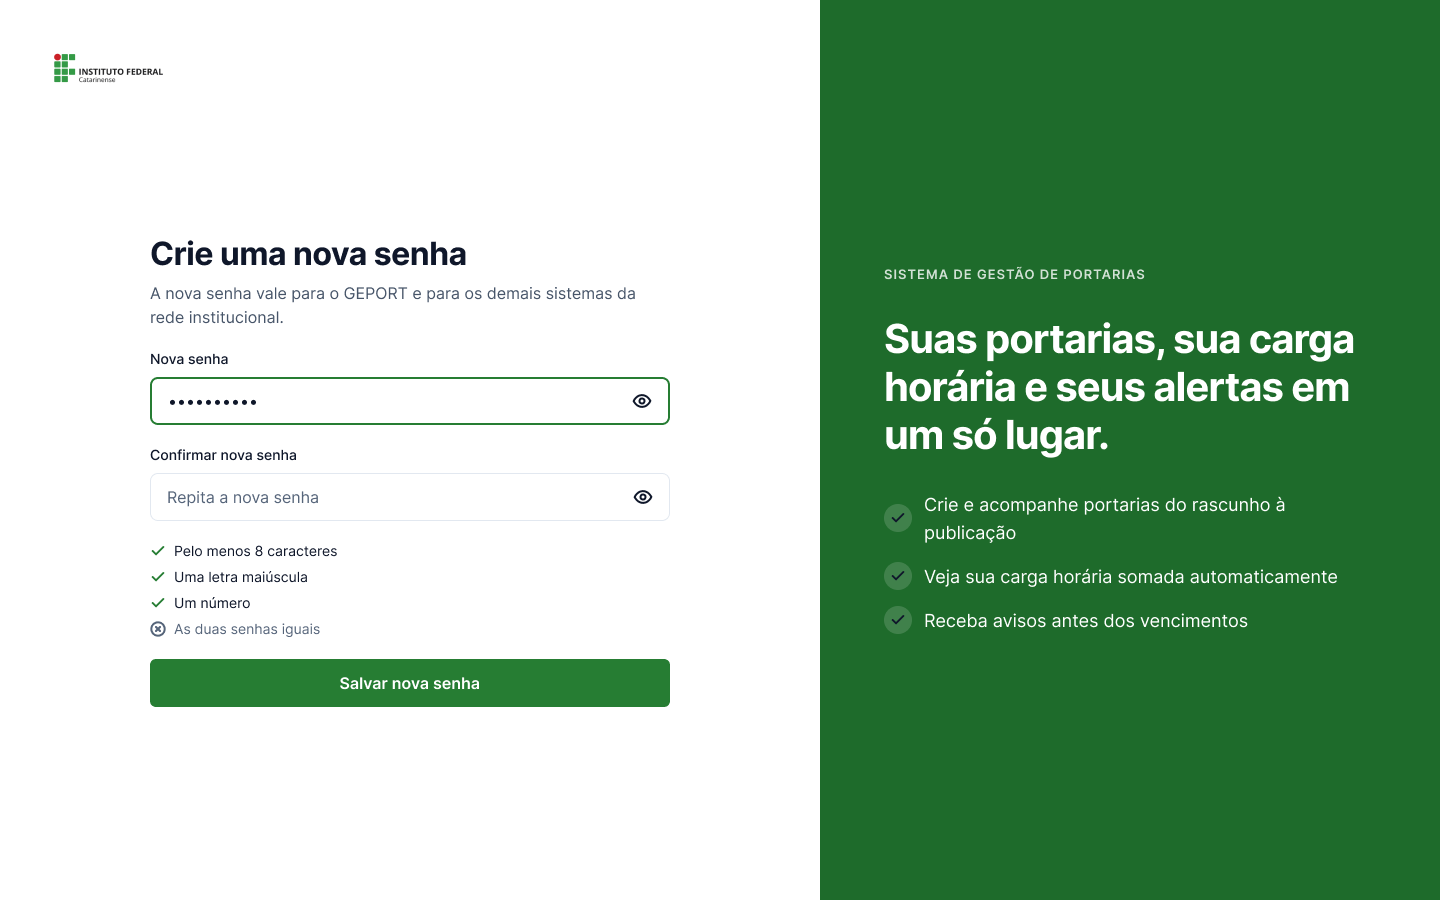 INSTITUTO FEDERAL
Catarinense
Crie uma nova senha
A nova senha vale para o GEPORT e para os demais sistemas da
rede institucional.
Nova senha
••••••••••
Confirmar nova senha
Repita a nova senha
Pelo menos 8 caracteres
Uma letra maiúscula
Um número
As duas senhas iguais
Salvar nova senha
SISTEMA DE GESTÃO DE PORTARIAS
Suas portarias, sua carga
horária e seus alertas em
um só lugar.
Crie e acompanhe portarias do rascunho à
publicação
Veja sua carga horária somada automaticamente
Receba avisos antes dos vencimentos